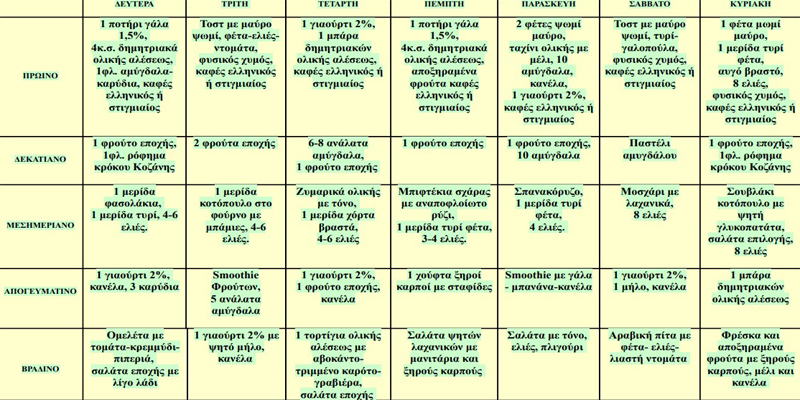 ΔΕΥΤΕΡΑ ΤΡΙΤΗ ΤΕΤΑΡΤΗ ΠΕΜΠΤΗ ΠΑΡΑΣΚΕΥΗ ΣΑΒΒΑΤΟ ΚΥΡΙΑΚΗ
ΠΡΩΙΝΟ
1 ποτήρι γάλα
1,5%,
4κ.σ. δημητριακά
ολικής αλέσεως,
1φλ. αμύγδαλα-
καρύδια, καφές
ελληνικός ή
στιγμιαίος
Τοστ με μαύρο
ψωμί, φέτα-ελιές-
ντομάτα,
φυσικός χυμός,
καφές ελληνικός
ή στιγμιαίος
1 γιαούρτι 2%,
1 μπάρα
δημητριακών
ολικής αλέσεως,
καφές ελληνικός
ή στιγμιαίος
1 ποτήρι γάλα
1,5%,
4κ.σ. δημητριακά
ολικής αλέσεως,
αποξηραμένα
φρούτα καφές
ελληνικός ή
στιγμιαίος
2 φέτες ψωμί
μαύρο,
ταχίνι ολικής με
μέλι, 10
αμύγδαλα,
κανέλα,
1 γιαούρτι 2%,
καφές ελληνικός ή
στιγμιαίος
Τοστ με μαύρο
ψωμί, τυρί-
γαλοπούλα,
φυσικός χυμός,
καφές ελληνικός
ή στιγμιαίος
1 φέτα μωμί
μαύρο,
1 μερίδα τυρί
φέτα,
αυγό βραστό,
8 ελιές,
φυσικός χυμός,
καφές ελληνικός ή
στιγμιαίος
ΔΕΚΑΤΙΑΝΟ
1 φρούτο εποχής,
1φλ. ρόφημα
κρόκου Κοζάνης
2 φρούτα εποχής
6-8 ανάλατα
αμύγδαλα,
1 φρούτο εποχής
1 φρούτο εποχής
1 φρούτο εποχής,
10 αμύγδαλα
Παστέλι
αμυγδάλου
1 φρούτο εποχής,
1φλ. ρόφημα
κρόκου Κοζάνης
ΜΕΣΗΜΕΡΙΑΝΟ
1 μερίδα
φασολάκια,
1 μερίδα τυρί, 4-6
ελιές.
1 μερίδα
κοτόπουλο στο
φούρνο με
μπάμιες, 4-6
ελιές.
Ζυμαρικά ολικής
με τόνο,
1 μερίδα χόρτα
βραστά,
4-6 ελιές
Μπιφτέκια σχάρας
με αναποφλοίωτο
ρύζι,
1 μερίδα τυρί φέτα,
3-4 ελιές.
Σπανακόρυζο,
1 μερίδα τυρί
φέτα,
4 ελιές.
Μοσχάρι με
λαχανικά,
8 ελιές
Σουβλάκι
κοτόπουλο με
ψητή
γλυκοπατάτα,
σαλάτα επιλογής,
8 ελιές
ΑΠΟΓΕΥΜΑΤΙΝΟ
1 γιαούρτι 2%,
κανέλα, 3 καρύδια
Smoothie
Φρούτων,
5 ανάλατα
αμύγδαλα
1 γιαούρτι 2%,
1 φρούτο εποχής,
κανέλα
1 χούφτα ξηροί
καρποί με σταφίδες
Smoothie με γάλα
- μπανάνα-κανέλα
1 γιαούρτι 2%,
1 μήλο, κανέλα
1 μπάρα
δημητριακών
ολικής αλέσεως
ΒΡΑΔΙΝΟ
Ομελέτα με
τομάτα-κρεμμύδι-
πιπεριά,
σαλάτα εποχής με
λίγο λάδι
1 γιαούρτι 2% με
ψητό μήλο,
κανέλα
1 τορτίγια ολικής
αλέσεως με
αβοκάντο-
τριμμένο καρότο-
γραβιέρα,
σαλάτα εποχής
Σαλάτα ψητών
λαχανικών με
μανιτάρια και
ξηρούς καρπούς
Σαλάτα με τόνο,
ελιές, πλιγούρι
Αραβική πίτα με
φέτα- ελιές-
λιαστή ντομάτα
Φρέσκα και
αποξηραμένα
φρούτα με ξηρούς
καρπούς, μέλι και
κανέλα